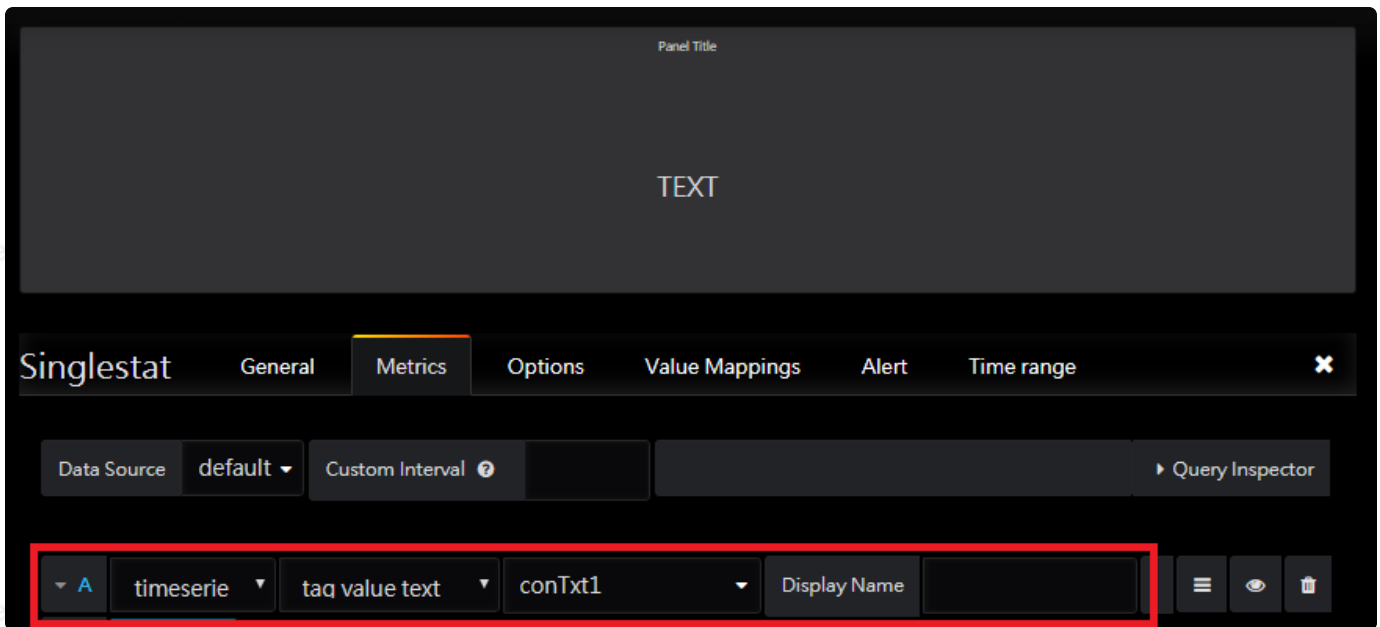 Panel Title
TEXT
Singlestat General Metrics Options Value Mappings Alert Time range
Data Source default Custom Interval Query Inspector
A timeserie tag value text conTxt1 Display Name